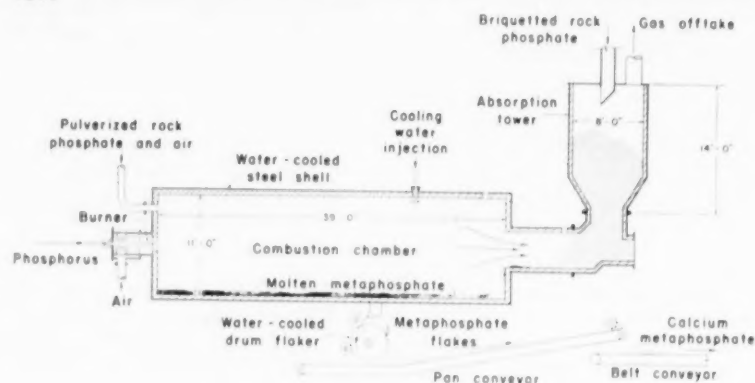 Briquetted rock
phosphate
Gas offtake
Absorption
tower
8'-0"
14'-0"
Pulverized rock
phosphate and air
Cooling
water
injection
Water-cooled
steel shell
39' 0"
Burner
11'-0"
Combustion chamber
Phosphorus
Air
Molten metaphosphate
Water-cooled
drum flaker
Metaphosphate
flakes
Calcium
metaphosphate
Pan conveyor
Belt conveyor